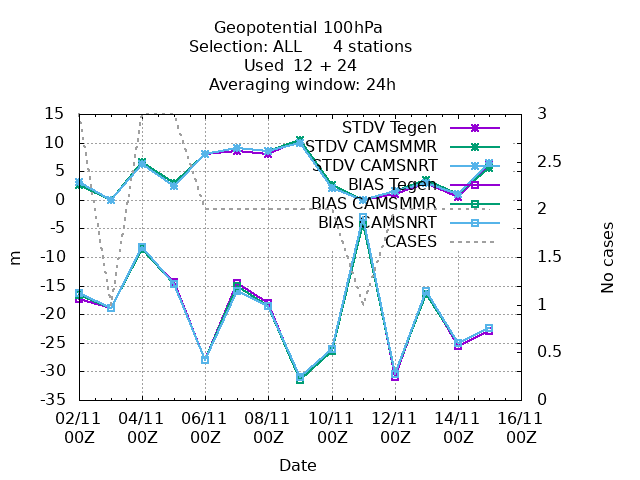 Geopotential 100hPa
Selection: ALL 4 stations
Used 12 + 24
Averaging window: 24h
15
10
5
0
-5
-10
-15
-20
-25
-30
-35
m
STDV Tegen
STDV CAMSMMR
STDV CAMSNRT
BIAS Tegen
BIAS CAMSMMR
BIAS CAMSNRT
CASES
3
2.5
2
1.5
1
0.5
0
No cases
02/11 04/11 06/11 08/11 10/11 12/11 14/11 16/11
00Z 00Z 00Z 00Z 00Z 00Z 00Z 00Z
Date